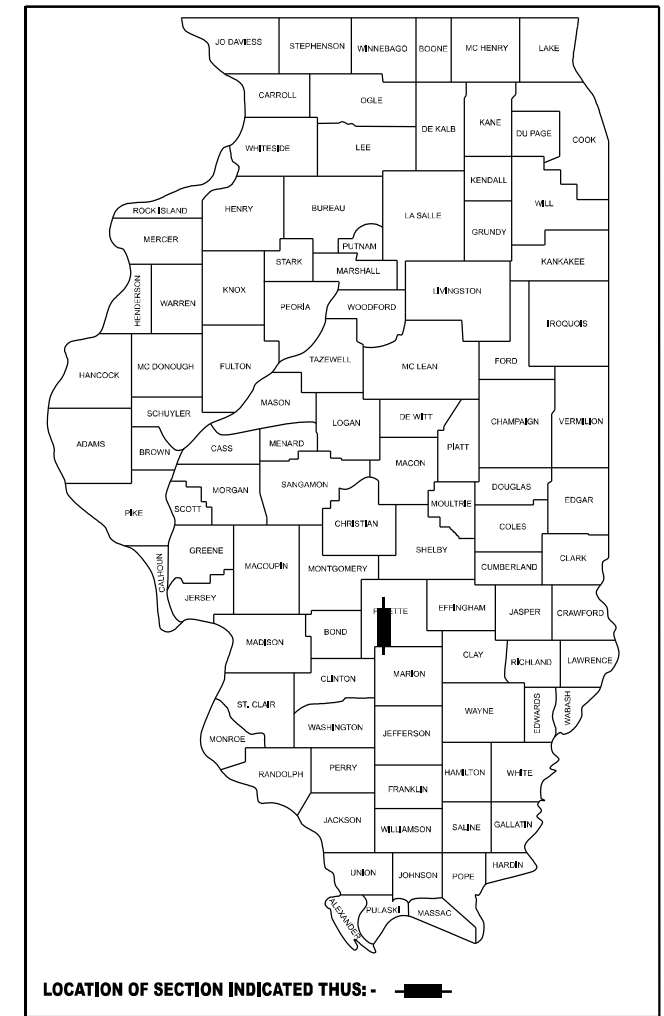 JO DAVIESS
STEPHENSON
WINNEBAGO
BOONE
MC HENRY
LAKE
CARROLL
OGLE
DE KALB
KANE
DU PAGE
COOK
WHITESIDE
LEE
KENDALL
WILL
ROCK ISLAND
HENRY
BUREAU
LA SALLE
GRUNDY
MERCER
PUTNAM
STARK
MARSHALL
KANKAKEE
HENDERSON
WARREN
KNOX
PEORIA
WOODFORD
LIVINGSTON
IROQUOIS
HANCOCK
MC DONOUGH
FULTON
TAZEWELL
MC LEAN
FORD
MASON
SCHUYLER
LOGAN
DE WITT
CHAMPAIGN
VERMILION
ADAMS
BROWN
CASS
MENARD
PIATT
MACON
SANGAMON
MORGAN
DOUGLAS
EDGAR
PIKE
SCOTT
MOULTRIE
CHRISTIAN
COLES
GREENE
MACOUPIN
MONTGOMERY
SHELBY
CUMBERLAND
CLARK
CALHOUN
JERSEY
EFFINGHAM
JASPER
CRAWFORD
MADISON
BOND
CLAY
RICHLAND
LAWRENCE
MARION
CLINTON
ST. CLAIR
WAYNE
EDWARDS
WABASH
WASHINGTON
JEFFERSON
MONROE
RANDOLPH
PERRY
HAMILTON
WHITE
FRANKLIN
JACKSON
WILLIAMSON
SALINE
GALLATIN
HARDIN
UNION
JOHNSON
POPE
ALEXANDER
PULASKI
MASSAC
LOCATION OF SECTION INDICATED THUS: -